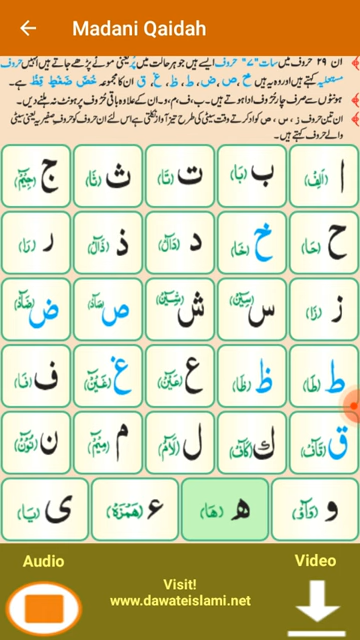 Madani Qaidah
ان ۲۹ حروف میں سات "۷" حروف ایسے ہیں جو ہر حالت میں پُر یعنی موٹے پڑھے جاتے ہیں انہیں حروف
مستعلیہ کہتے ہیں اور وہ یہ ہیں خ، ص، ض، ط، ظ، غ، ق ان کا مجموعہ خُصَّ ضَغْطٍ قِظْ ہے۔
ہونٹوں سے صرف چار حُرُوف ادا ہوتے ہیں۔ ب، ف، م، و۔ ان کے علاوہ باقی حُرُوف پر ہونٹ نہ ہلنے دیں۔
ان تین حروف ز، س، ص کو ادا کرتے وقت سیٹی کی طرح تیز آواز نکلتی ہے اس لئے ان حروف کو حروفِ صفیریہ یعنی سیٹی
والے حروف کہتے ہیں۔
ا (اَلِفْ) ب (بَا) ت (تَا) ث (ثَا) ج (جِيْمْ)
ح (حَا) خ (خَا) د (دَالْ) ذ (ذَالْ) ر (رَا)
ز (زَا) س (سِيْنْ) ش (شِيْنْ) ص (صَادْ) ض (ضَادْ)
ط (طَا) ظ (ظَا) ع (عَيْنْ) غ (غَيْنْ) ف (فَا)
ق (قَافْ) ك (كَافْ) ل (لَامْ) م (مِيْمْ) ن (نُوْنْ)
و (وَاوْ) ھ (هَا) ء (هَمْزَهْ) ى (يَا)
Audio
Visit!
www.dawateislami.net
Video